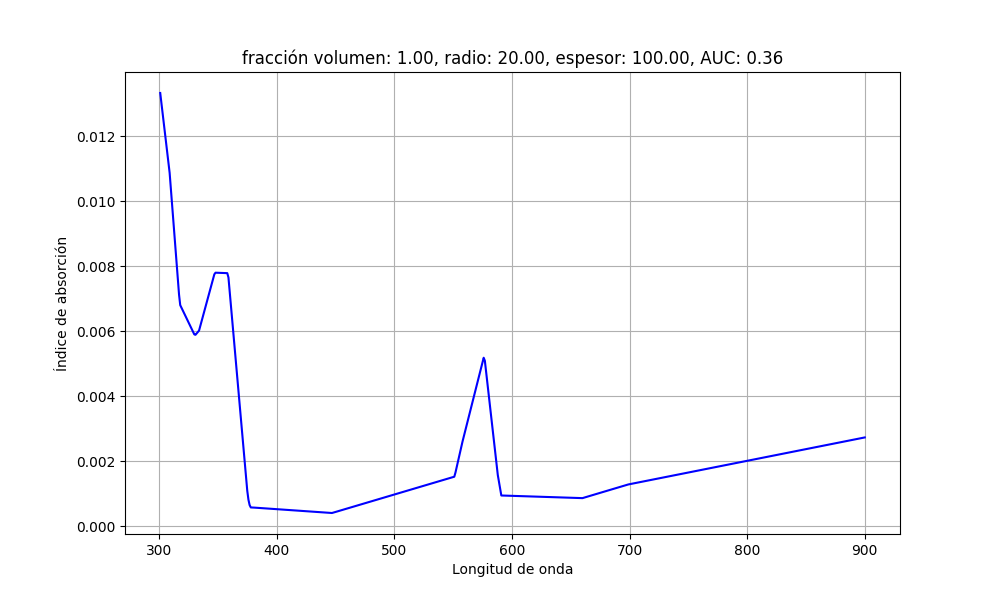 fracción volumen: 1.00, radio: 20.00, espesor: 100.00, AUC: 0.36
Índice de absorción
0.012
0.010
0.008
0.006
0.004
0.002
0.000
300 400 500 600 700 800 900
Longitud de onda